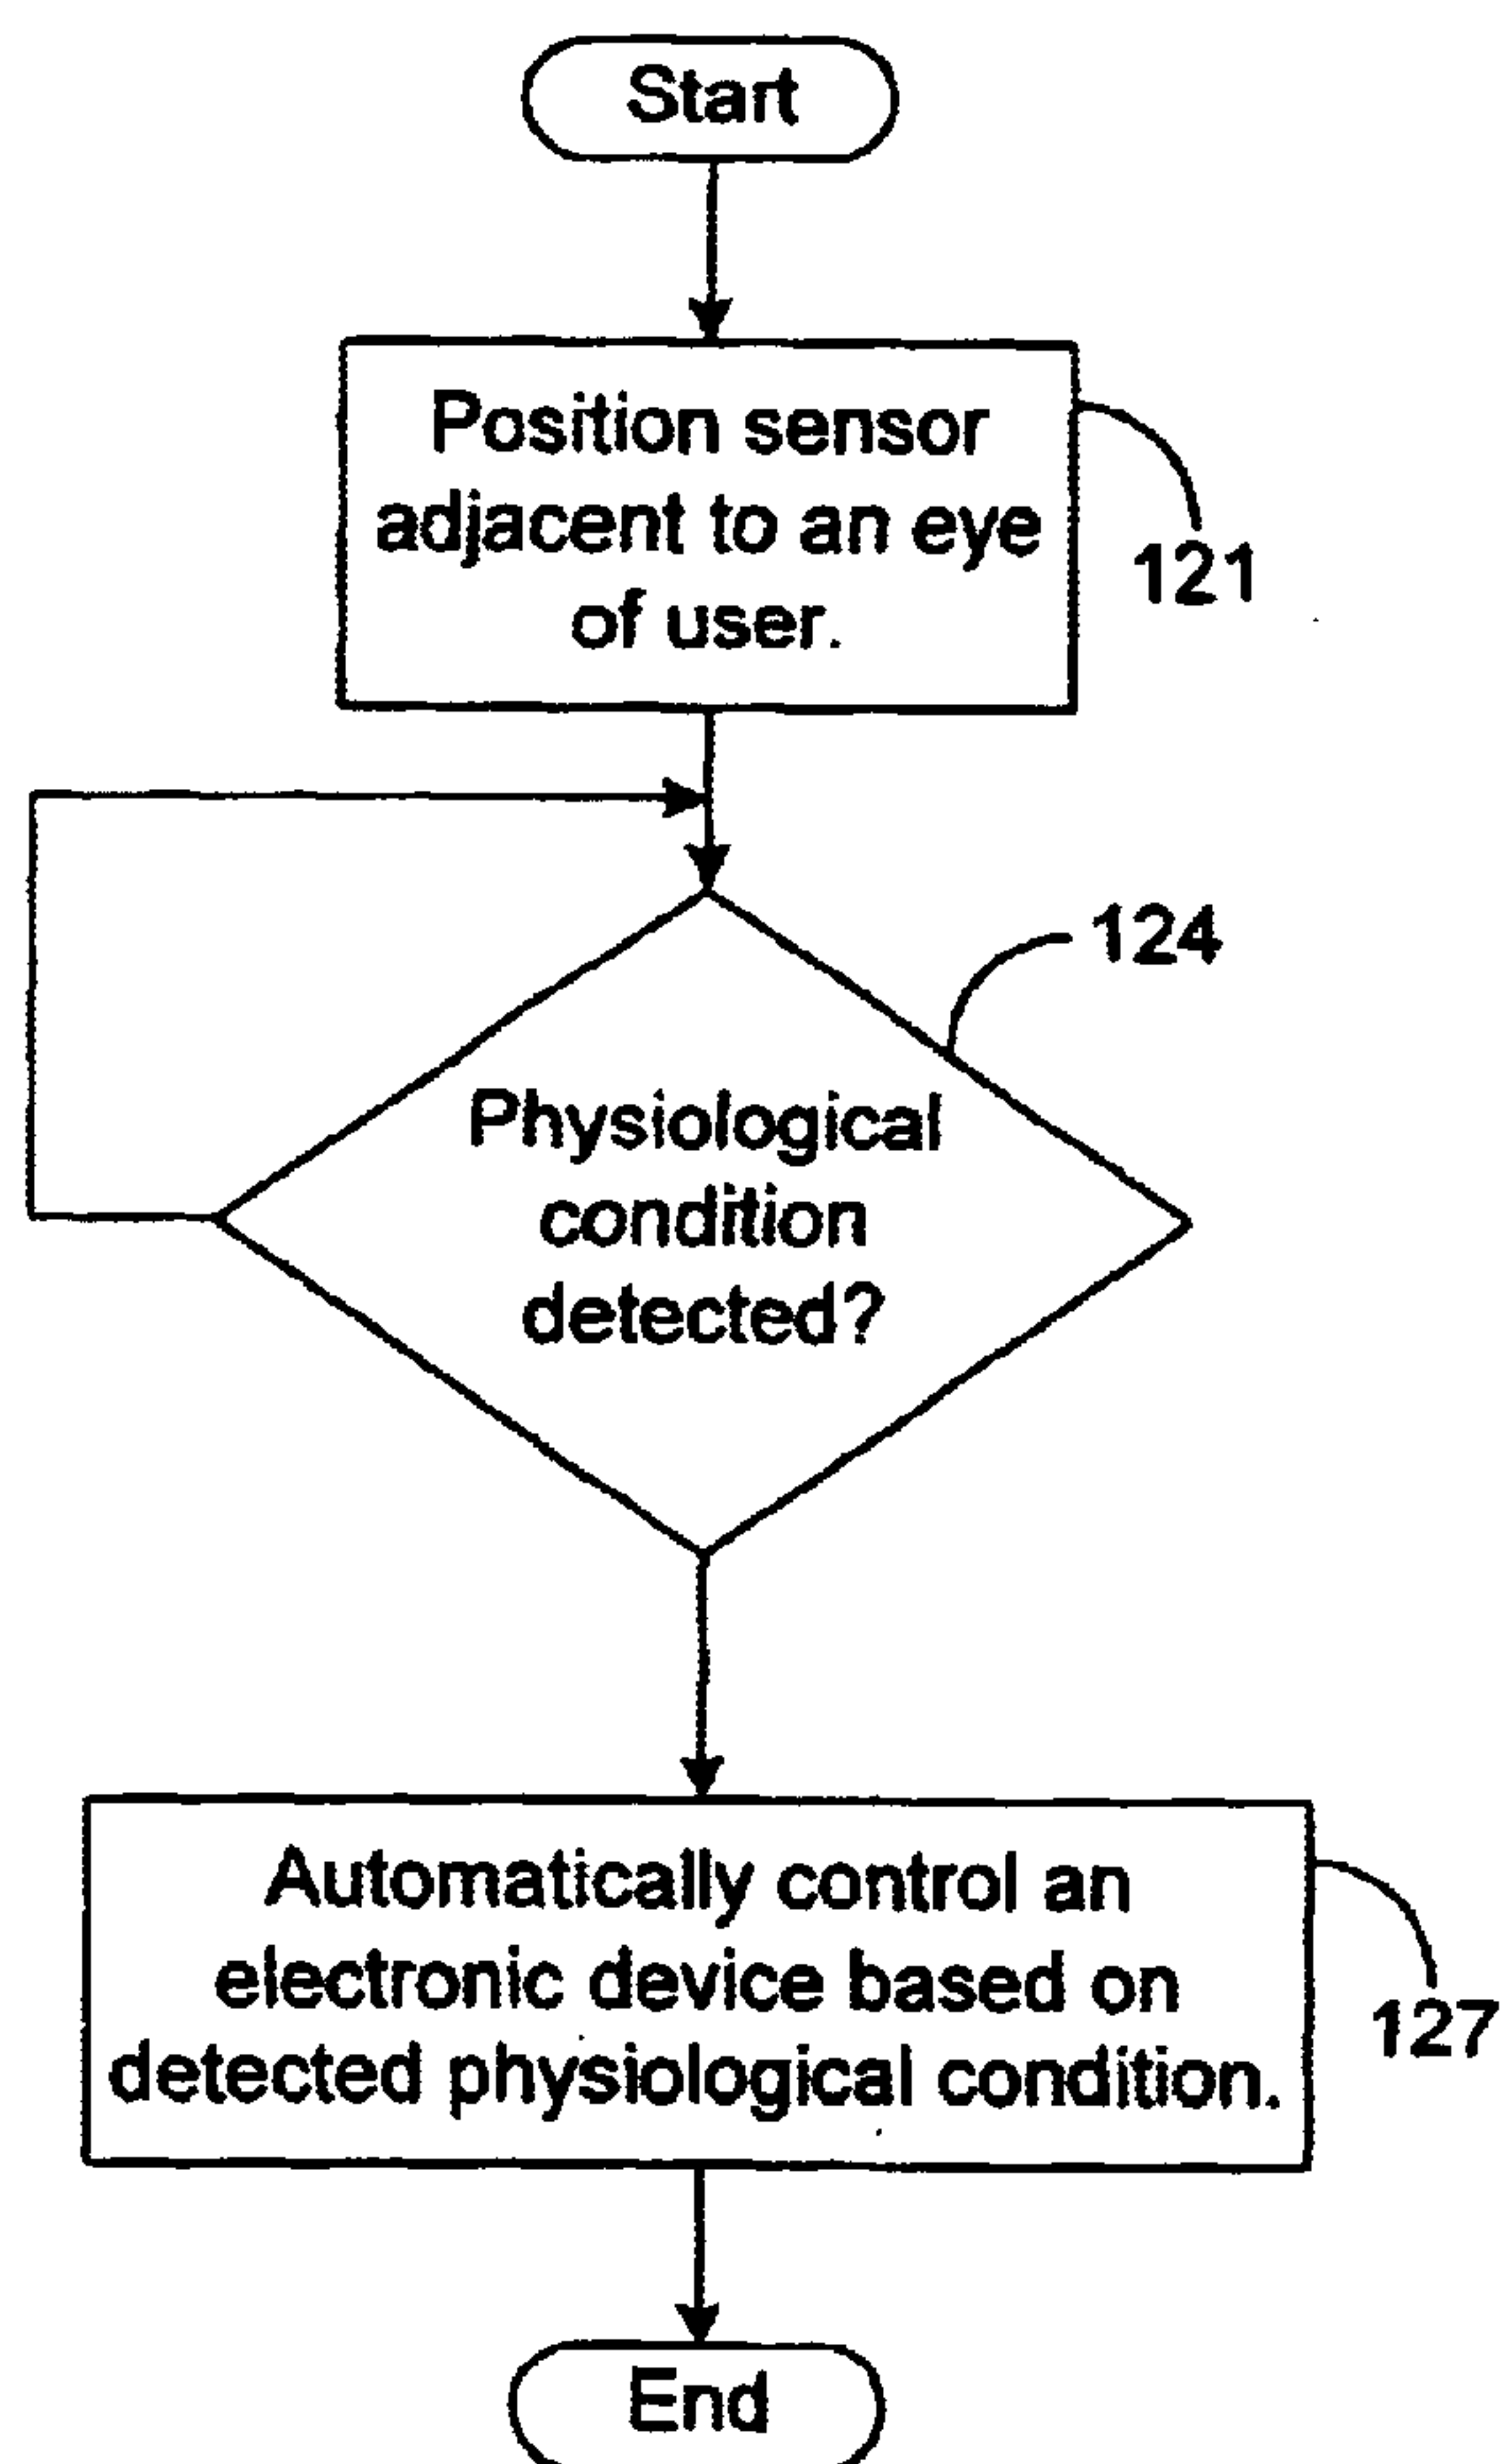 Start
Position sensor
adjacent to an eye
of user.
121
124
Physiological
condition
detected?
Automatically control an
electronic device based on
detected physiological condition.
127
End